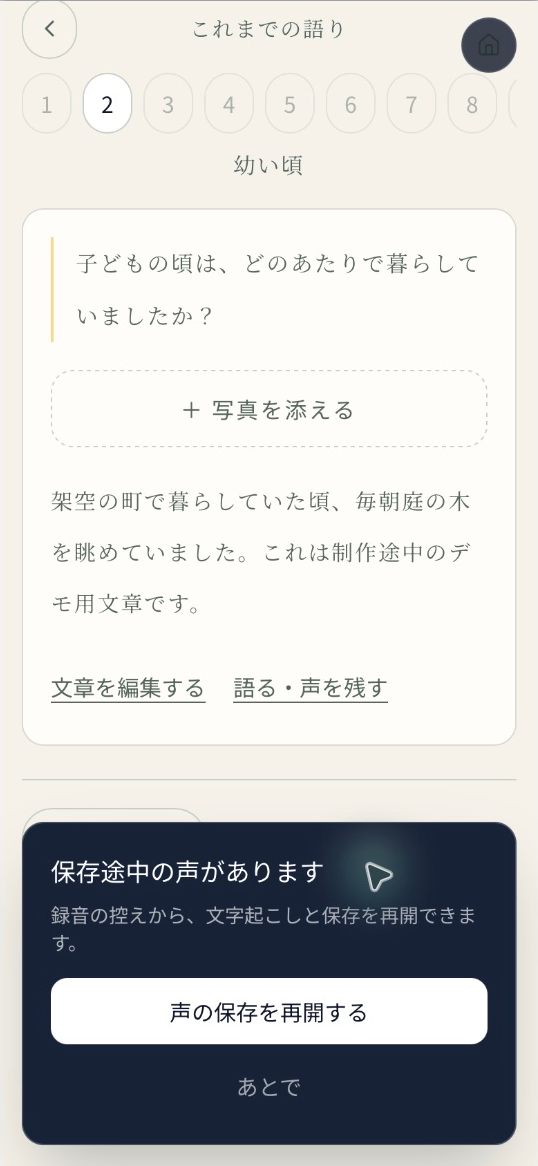 これまでの語り
1 2 3 4 5 6 7 8
幼い頃
子どもの頃は、どのあたりで暮らして
いましたか？
＋ 写真を添える
架空の町で暮らしていた頃、毎朝庭の木
を眺めていました。これは制作途中のデ
モ用文章です。
文章を編集する 語る・声を残す
保存途中の声があります
録音の控えから、文字起こしと保存を再開できま
す。
声の保存を再開する
あとで